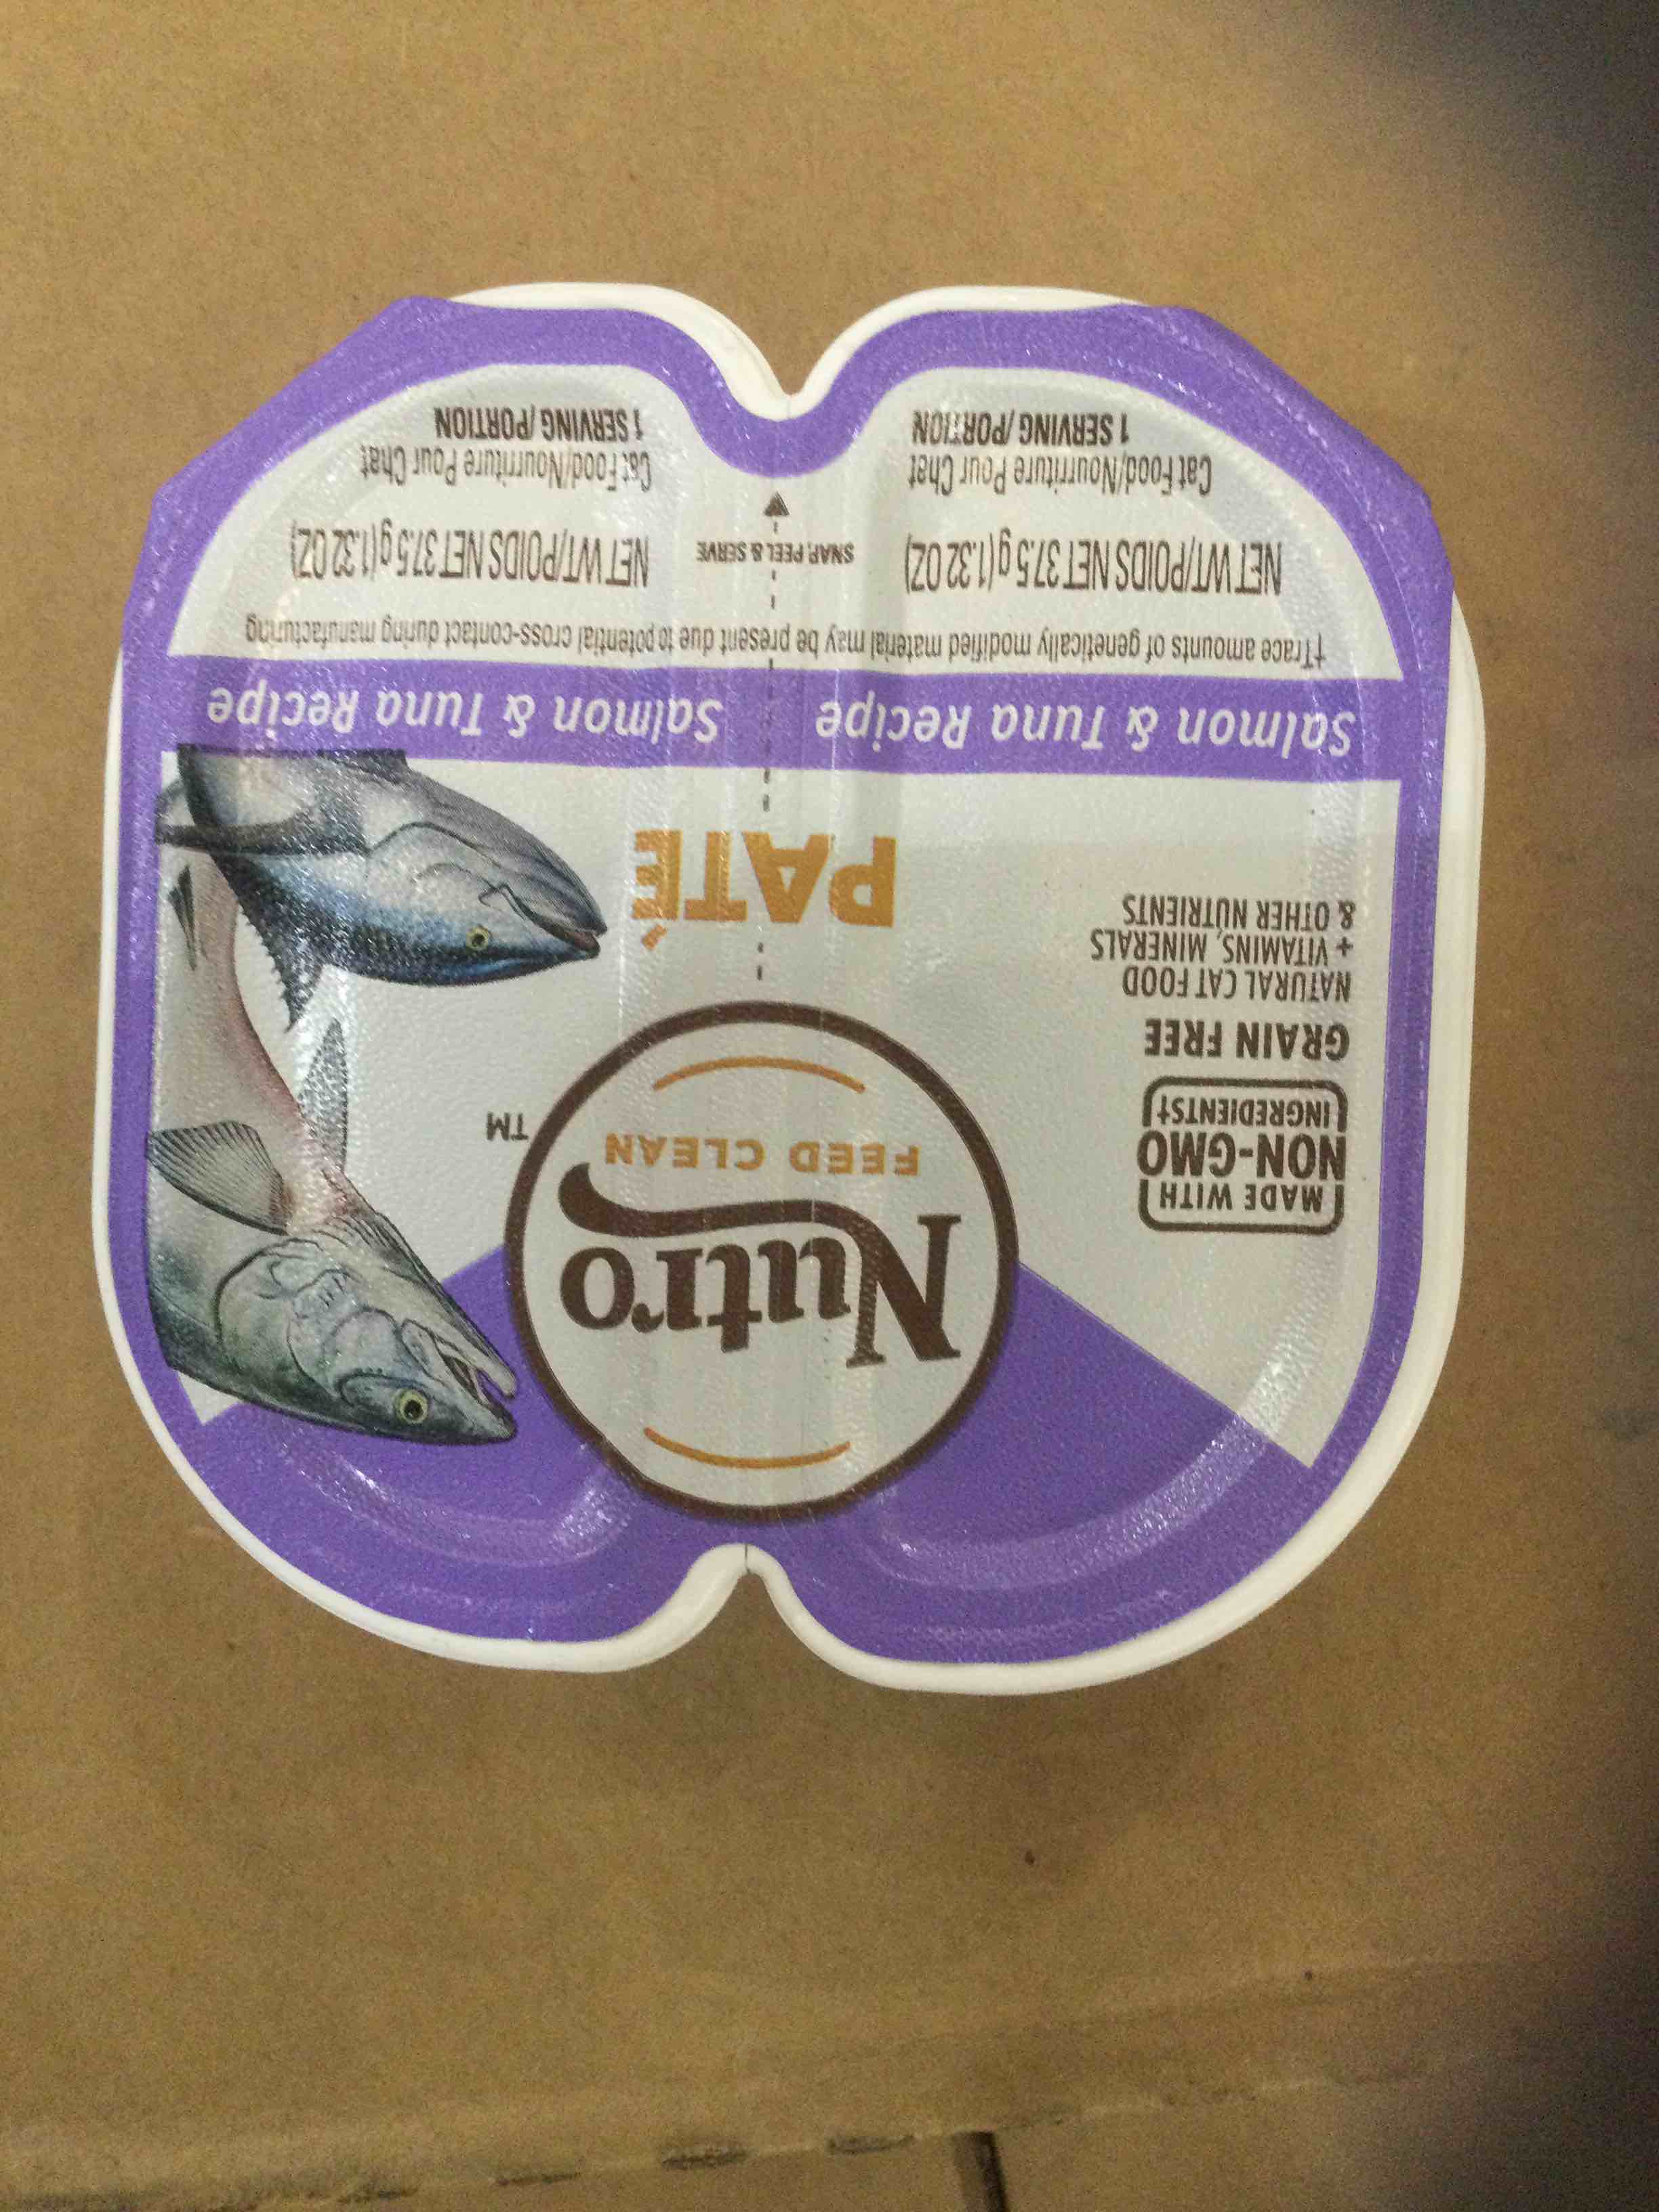 Nutro
FEED CLEAN
TM
MADE WITH
NON-GMO
INGREDIENTS†
GRAIN FREE
NATURAL CAT FOOD
+ VITAMINS, MINERALS
& OTHER NUTRIENTS
PATÉ
Salmon & Tuna Recipe
Salmon & Tuna Recipe
†Trace amounts of genetically modified material may be present due to potential cross-contact during manufacturing
NET WT/POIDS NET 37.5 g (1.32 OZ)
Cat Food/Nourriture Pour Chat
1 SERVING/PORTION
SNAP, PEEL & SERVE
NET WT/POIDS NET 37.5 g (1.32 OZ)
Cat Food/Nourriture Pour Chat
1 SERVING/PORTION